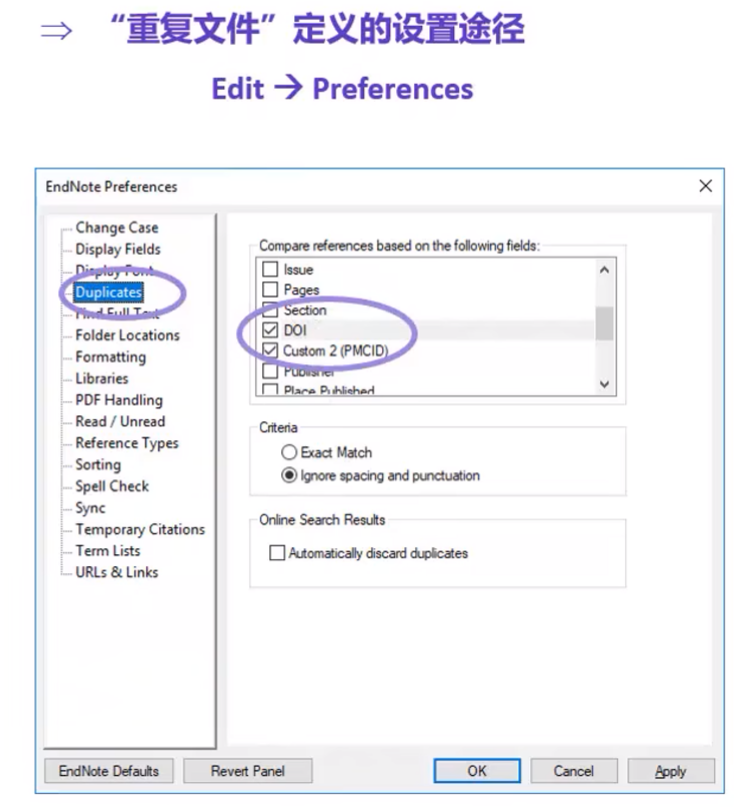 ⇒ “重复文件”定义的设置途径
Edit → Preferences
EndNote Preferences
Change Case
Display Fields
Display Font
Duplicates
Find Full Text
Folder Locations
Formatting
Libraries
PDF Handling
Read / Unread
Reference Types
Sorting
Spell Check
Sync
Temporary Citations
Term Lists
URLs & Links
Compare references based on the following fields:
Issue
Pages
Section
DOI
Custom 2 (PMCID)
Publisher
Place Published
Criteria
Exact Match
Ignore spacing and punctuation
Online Search Results
Automatically discard duplicates
EndNote Defaults
Revert Panel
OK
Cancel
Apply